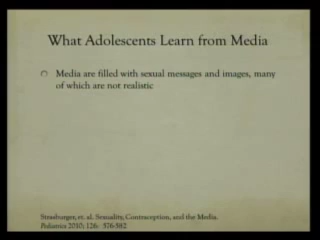 What Adolescents Learn from Media
Media are filled with sexual messages and images, many
of which are not realistic
Strasburger, et. al. Sexuality, Contraception, and the Media.
Pediatrics 2010; 126: 576-582